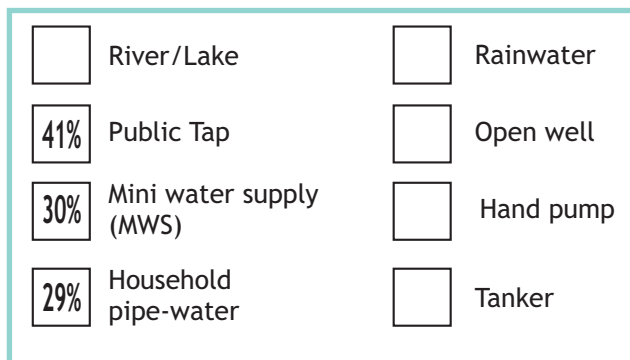 River/Lake
41% Public Tap
30% Mini water supply
(MWS)
29% Household
pipe-water
Rainwater
Open well
Hand pump
Tanker